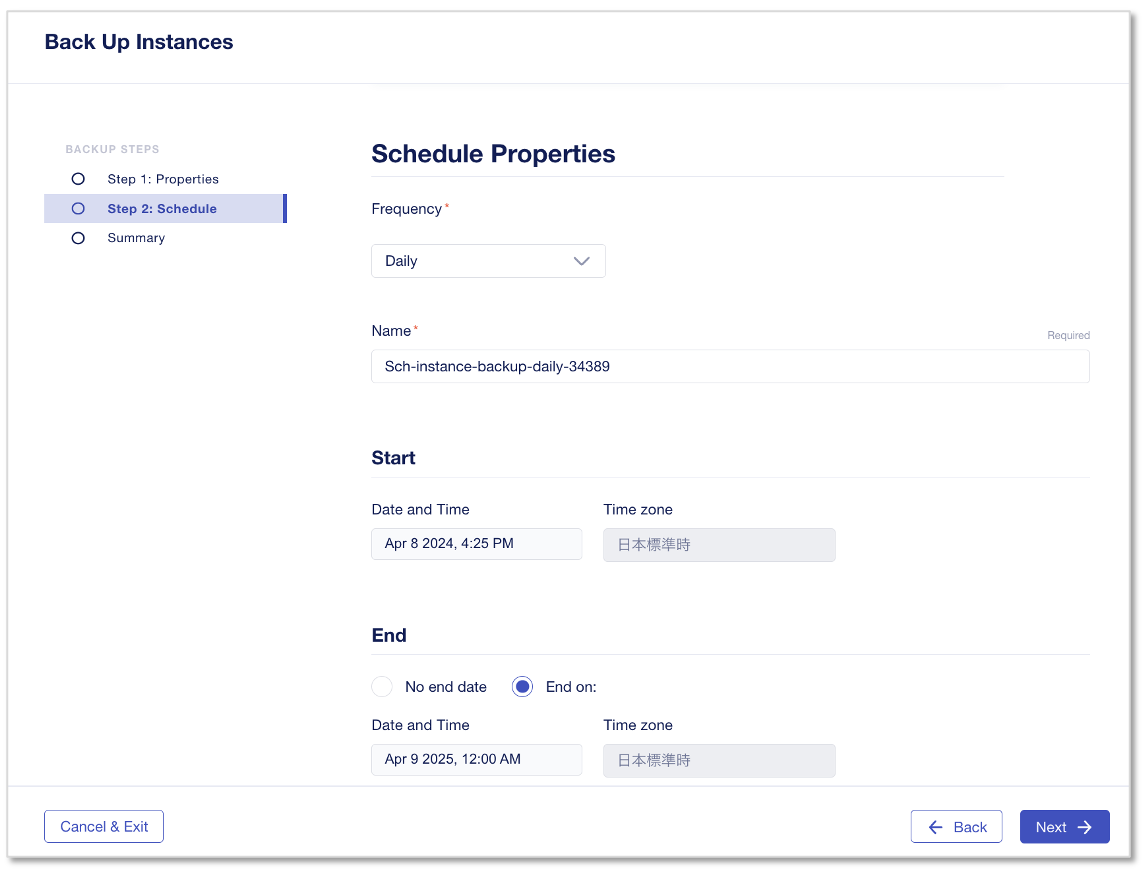 Back Up Instances
BACKUP STEPS
Step 1: Properties
Step 2: Schedule
Summary
Schedule Properties
Frequency*
Daily
Name*
Required
Sch-instance-backup-daily-34389
Start
Date and Time
Time zone
Apr 8 2024, 4:25 PM
日本標準時
End
No end date
End on:
Date and Time
Time zone
Apr 9 2025, 12:00 AM
日本標準時
Cancel & Exit
Back
Next